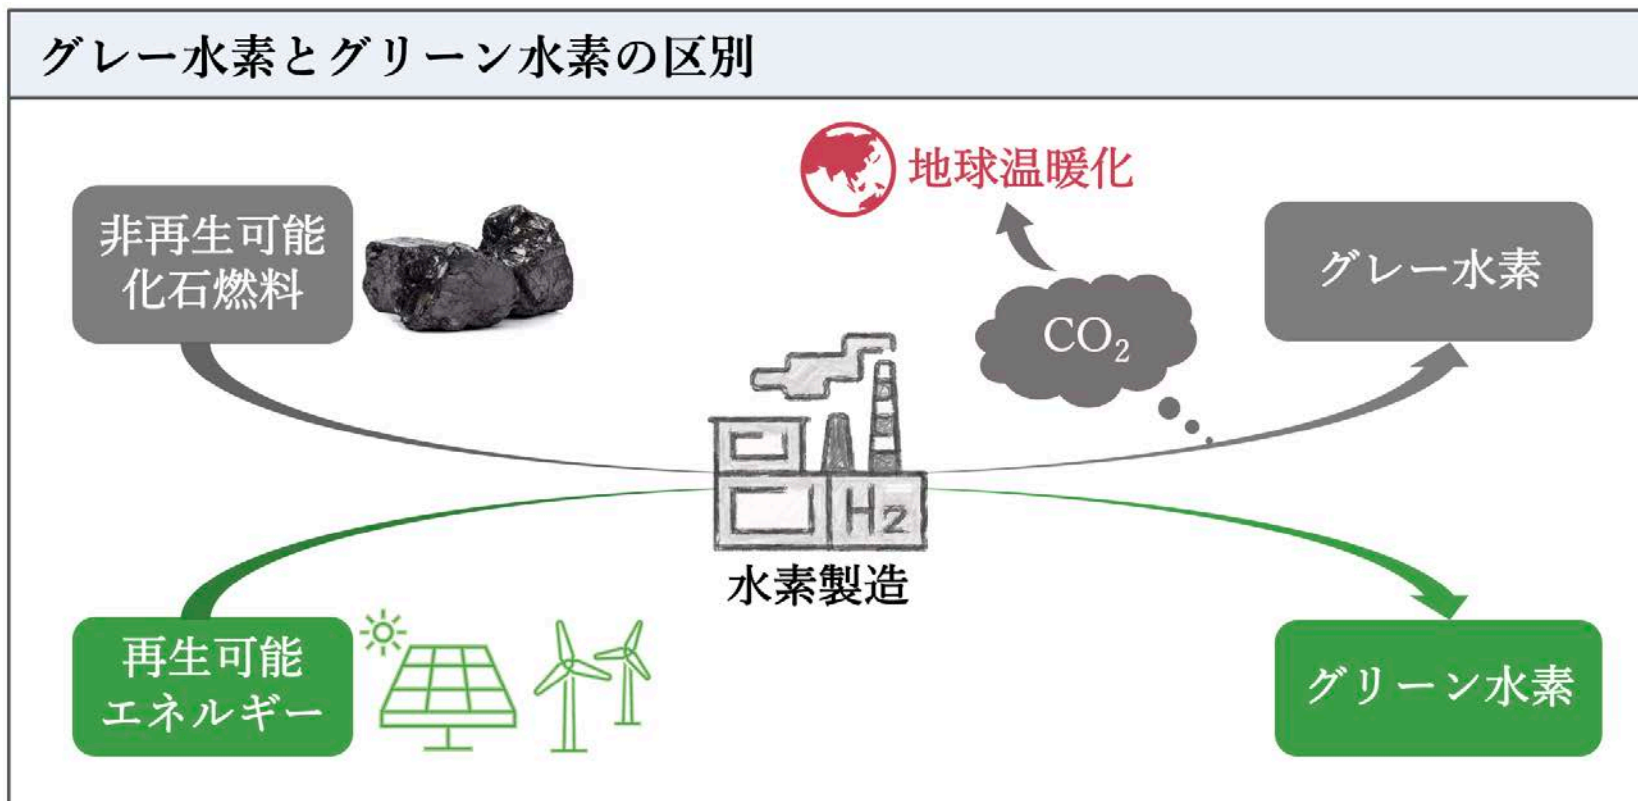 グレー水素とグリーン水素の区別
地球温暖化
非再生可能
化石燃料
グレー水素
CO₂
H2
水素製造
再生可能
エネルギー
グリーン水素